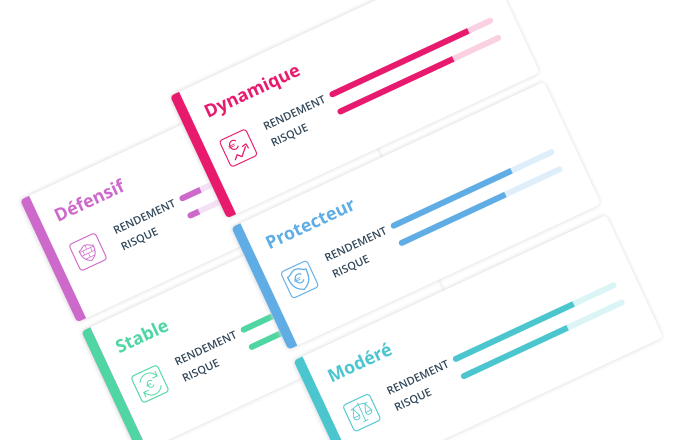 Dynamique
RENDEMENT
RISQUE
Défensif
RENDEMENT
RISQUE
Protecteur
RENDEMENT
RISQUE
Stable
RENDEMENT
RISQUE
Modéré
RENDEMENT
RISQUE